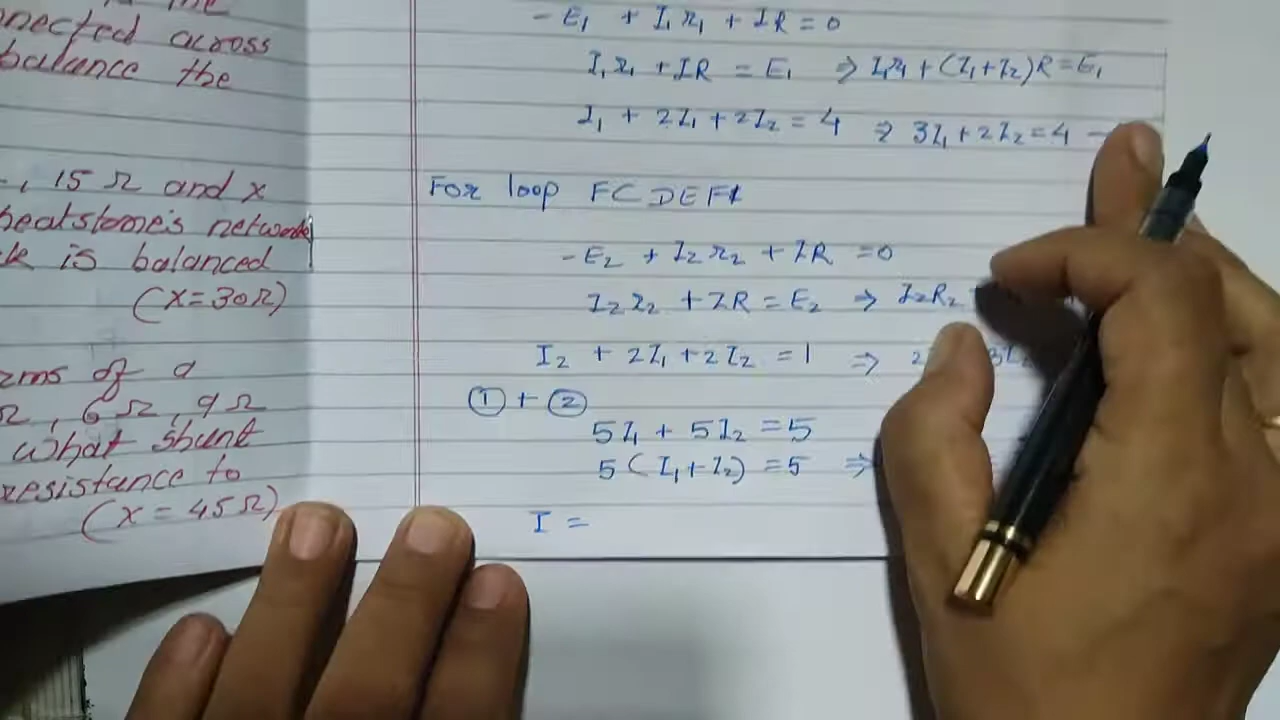 nnected across
balance the
, 15 Ω and x
heatstone's network
is balanced
(x=30Ω)
of a
Ω, 6Ω, 9Ω
What shunt
resistance to
(x = 45Ω)
- E₁ + I₁r₁ + IR = 0
I₁r₁ + IR = E₁ ⇒ I₁r₁ + (I₁+I₂)R = E₁
I₁ + 2I₁ + 2I₂ = 4 ⇒ 3I₁ + 2I₂ = 4 -
For loop FCDEF
-E₂ + I₂r₂ + IR = 0
I₂r₂ + IR = E₂ ⇒ I₂R₂
I₂ + 2I₁ + 2I₂ = 1 ⇒ 2 3I₂
① + ②
5I₁ + 5I₂ = 5
5(I₁+I₂) = 5 ⇒
I =